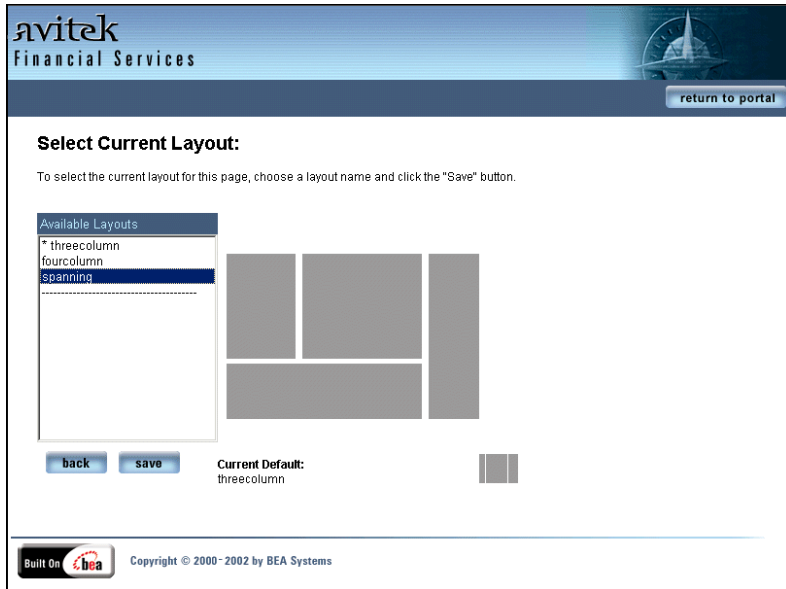 avitek
Financial Services
return to portal
Select Current Layout:
To select the current layout for this page, choose a layout name and click the "Save" button.
Available Layouts
* threecolumn
fourcolumn
spanning
----------------------------------------
back
save
Current Default:
threecolumn
Built On bea
Copyright © 2000-2002 by BEA Systems